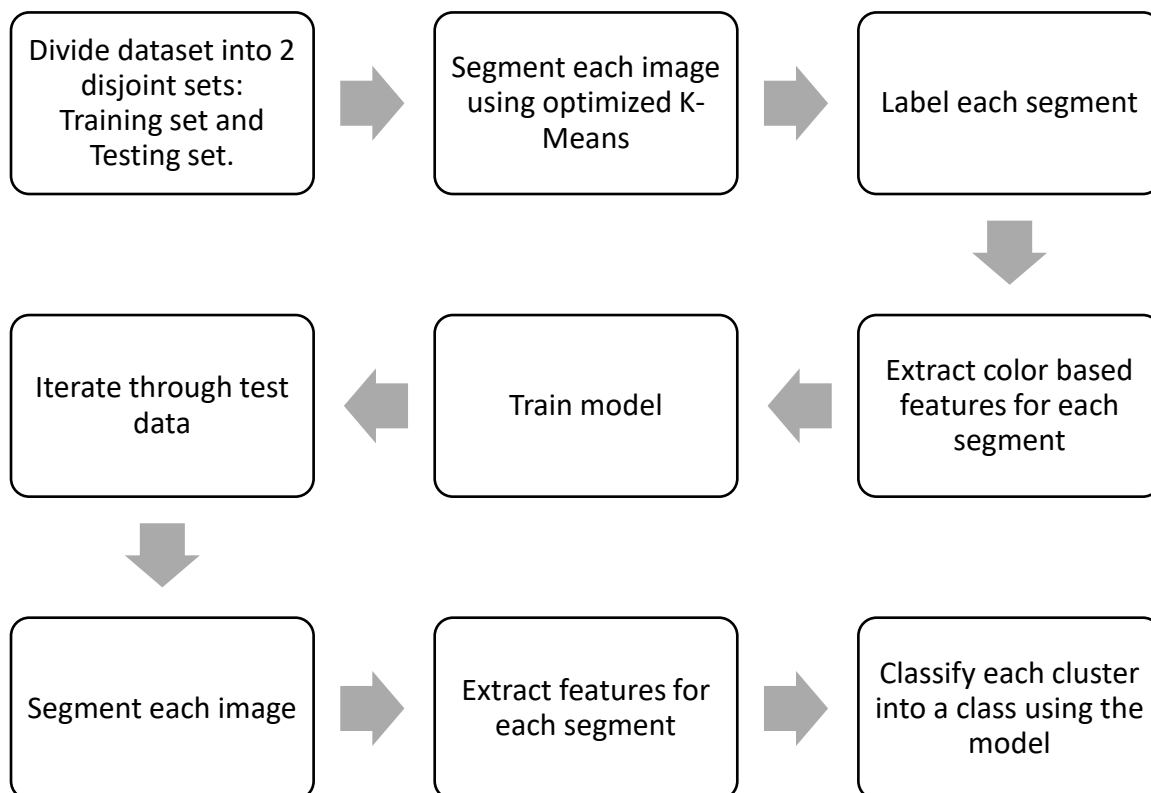 Divide dataset into 2
disjoint sets:
Training set and
Testing set.
Segment each image
using optimized K-
Means
Label each segment
Extract color based
features for each
segment
Train model
Iterate through test
data
Segment each image
Extract features for
each segment
Classify each cluster
into a class using the
model